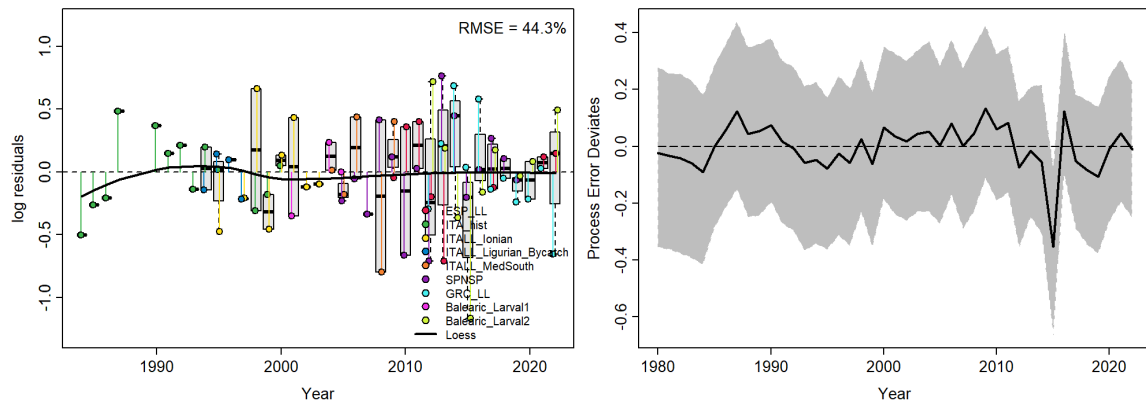 RMSE = 44.3%
log residuals
1.0
0.5
0.0
-0.5
-1.0
ESP_LL
ITA_hist
ITALL_Ionian
ITALL_Ligurian_Bycatch
ITALL_MedSouth
SPNSP
GRC_LL
Balearic_Larval1
Balearic_Larval2
Loess
1990
2000
2010
2020
Year
Process Error Deviates
0.4
0.2
0.0
-0.2
-0.4
-0.6
1980
1990
2000
2010
2020
Year